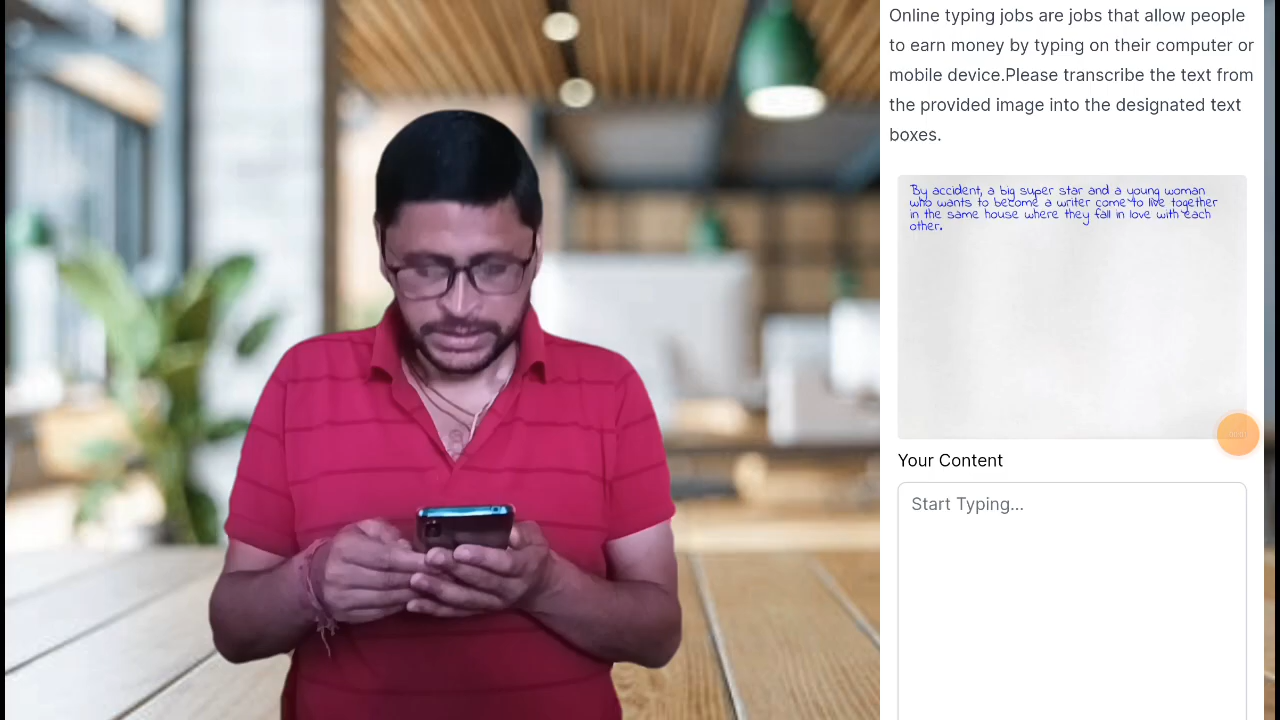 Online typing jobs are jobs that allow people
to earn money by typing on their computer or
mobile device.Please transcribe the text from
the provided image into the designated text
boxes.
By accident, a big super star and a young woman
who wants to become a writer come to live together
in the same house where they fall in love with each
other.
Your Content
Start Typing...